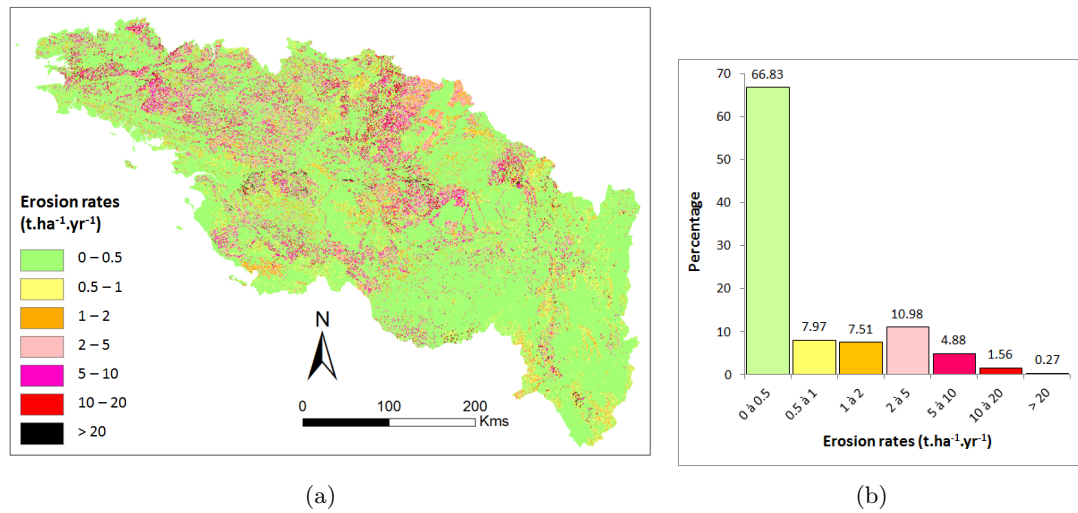 Erosion rates
(t.ha⁻¹.yr⁻¹)
0 – 0.5
0.5 – 1
1 – 2
2 – 5
5 – 10
10 – 20
> 20
N
0 100 200
Kms
(a)
70
60
50
40
30
20
10
0
Percentage
66.83
7.97
7.51
10.98
4.88
1.56
0.27
0 à 0.5
0.5 à 1
1 à 2
2 à 5
5 à 10
10 à 20
> 20
Erosion rates (t.ha⁻¹.yr⁻¹)
(b)